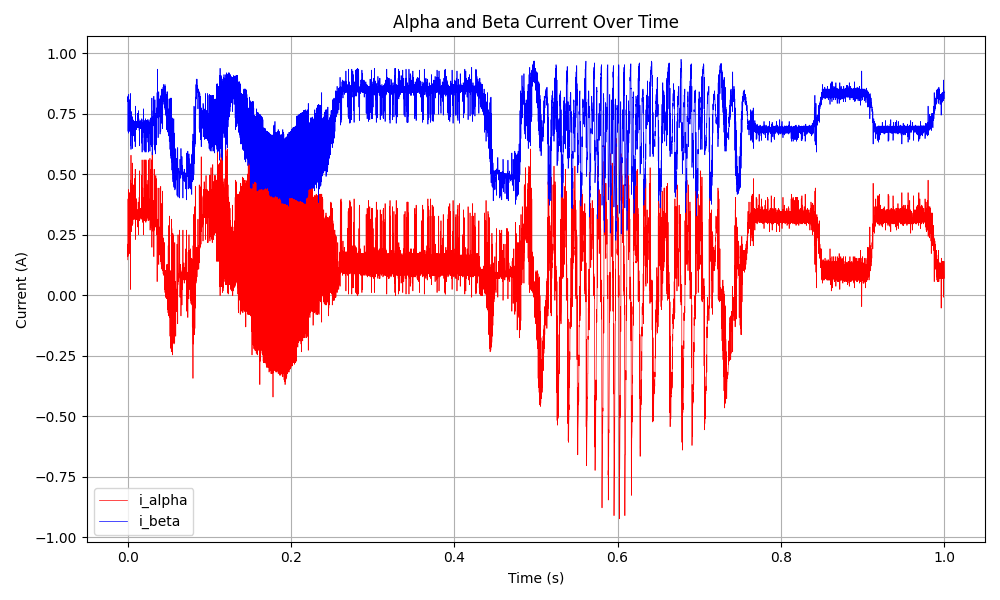 Alpha and Beta Current Over Time
1.00
0.75
0.50
0.25
0.00
−0.25
−0.50
−0.75
−1.00
Current (A)
i_alpha
i_beta
0.0 0.2 0.4 0.6 0.8 1.0
Time (s)